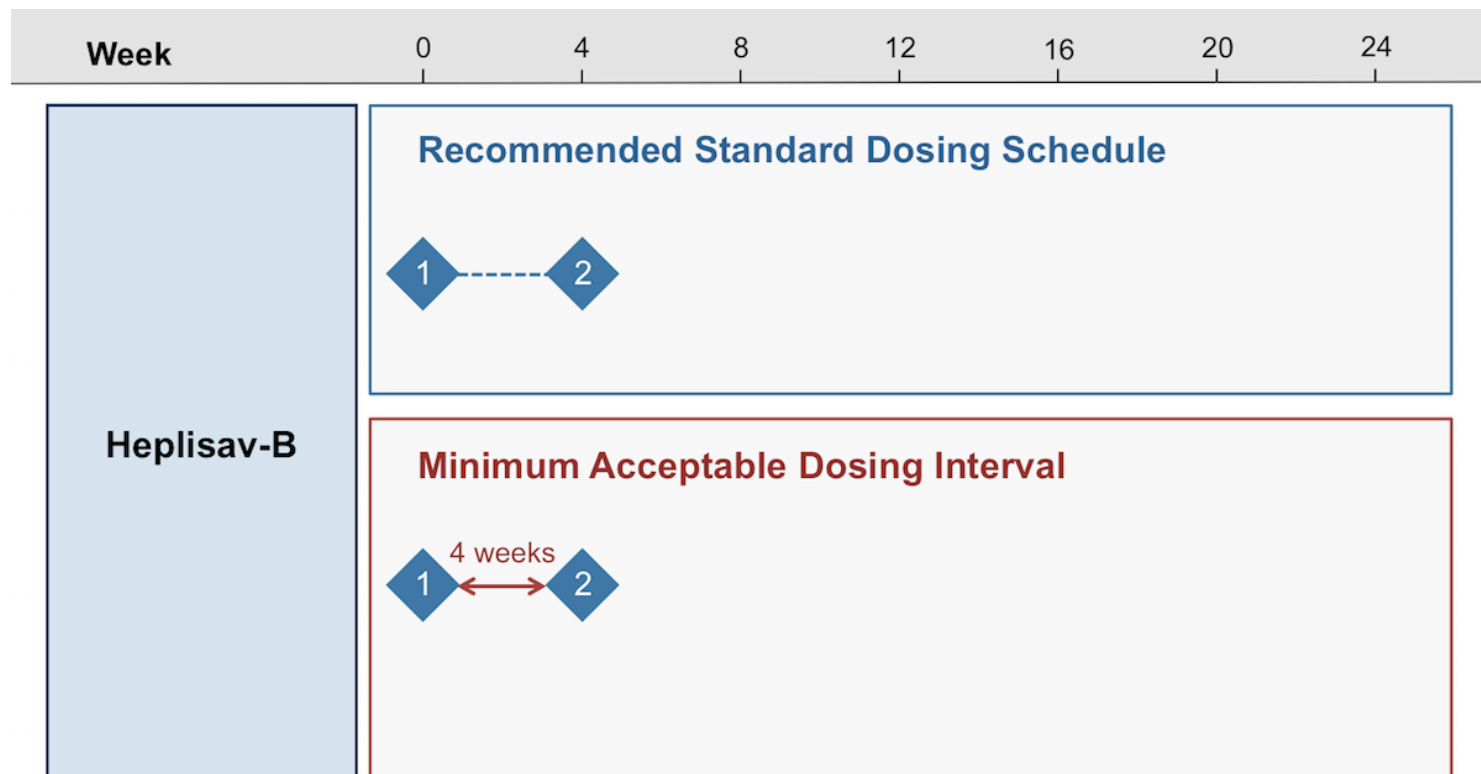 Week 0 4 8 12 16 20 24
Recommended Standard Dosing Schedule
1 2
Heplisav-B
Minimum Acceptable Dosing Interval
4 weeks
1 2